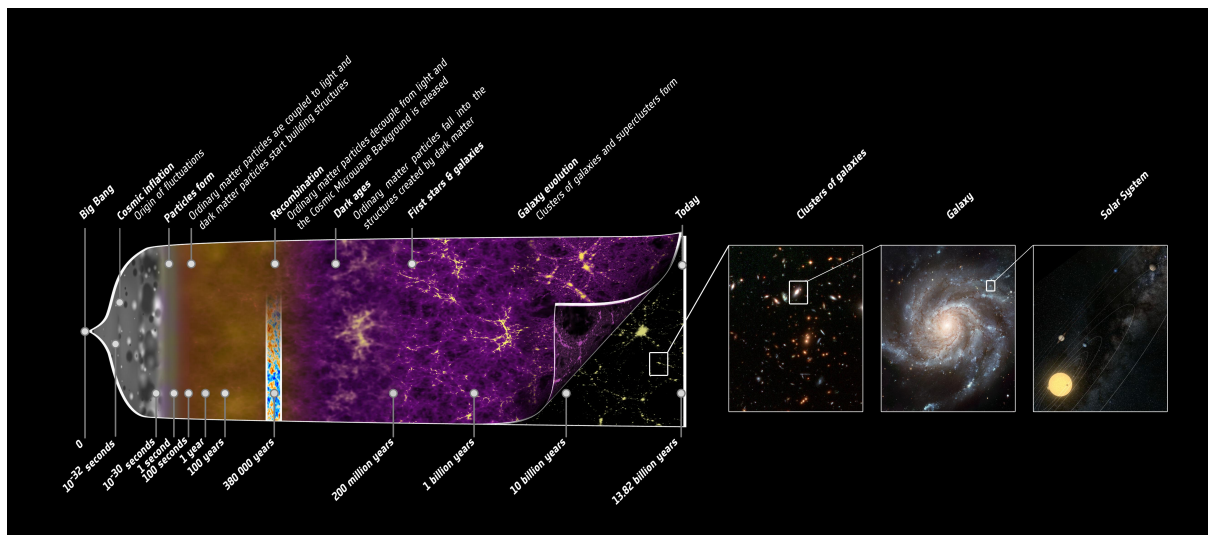 Big Bang
Cosmic inflation
Origin of fluctuations
Particles form
Ordinary matter particles are coupled to light and
dark matter particles start building structures
Recombination
Ordinary matter particles decouple from light and
the Cosmic Microwave Background is released
Dark ages
Ordinary matter particles fall into the
structures created by dark matter
First stars & galaxies
Galaxy evolution
Clusters of galaxies and superclusters form
Today
Clusters of galaxies
Galaxy
Solar System
0
10-32 seconds
10-30 seconds
1 second
100 seconds
1 year
100 years
380 000 years
200 million years
1 billion years
10 billion years
13.82 billion years